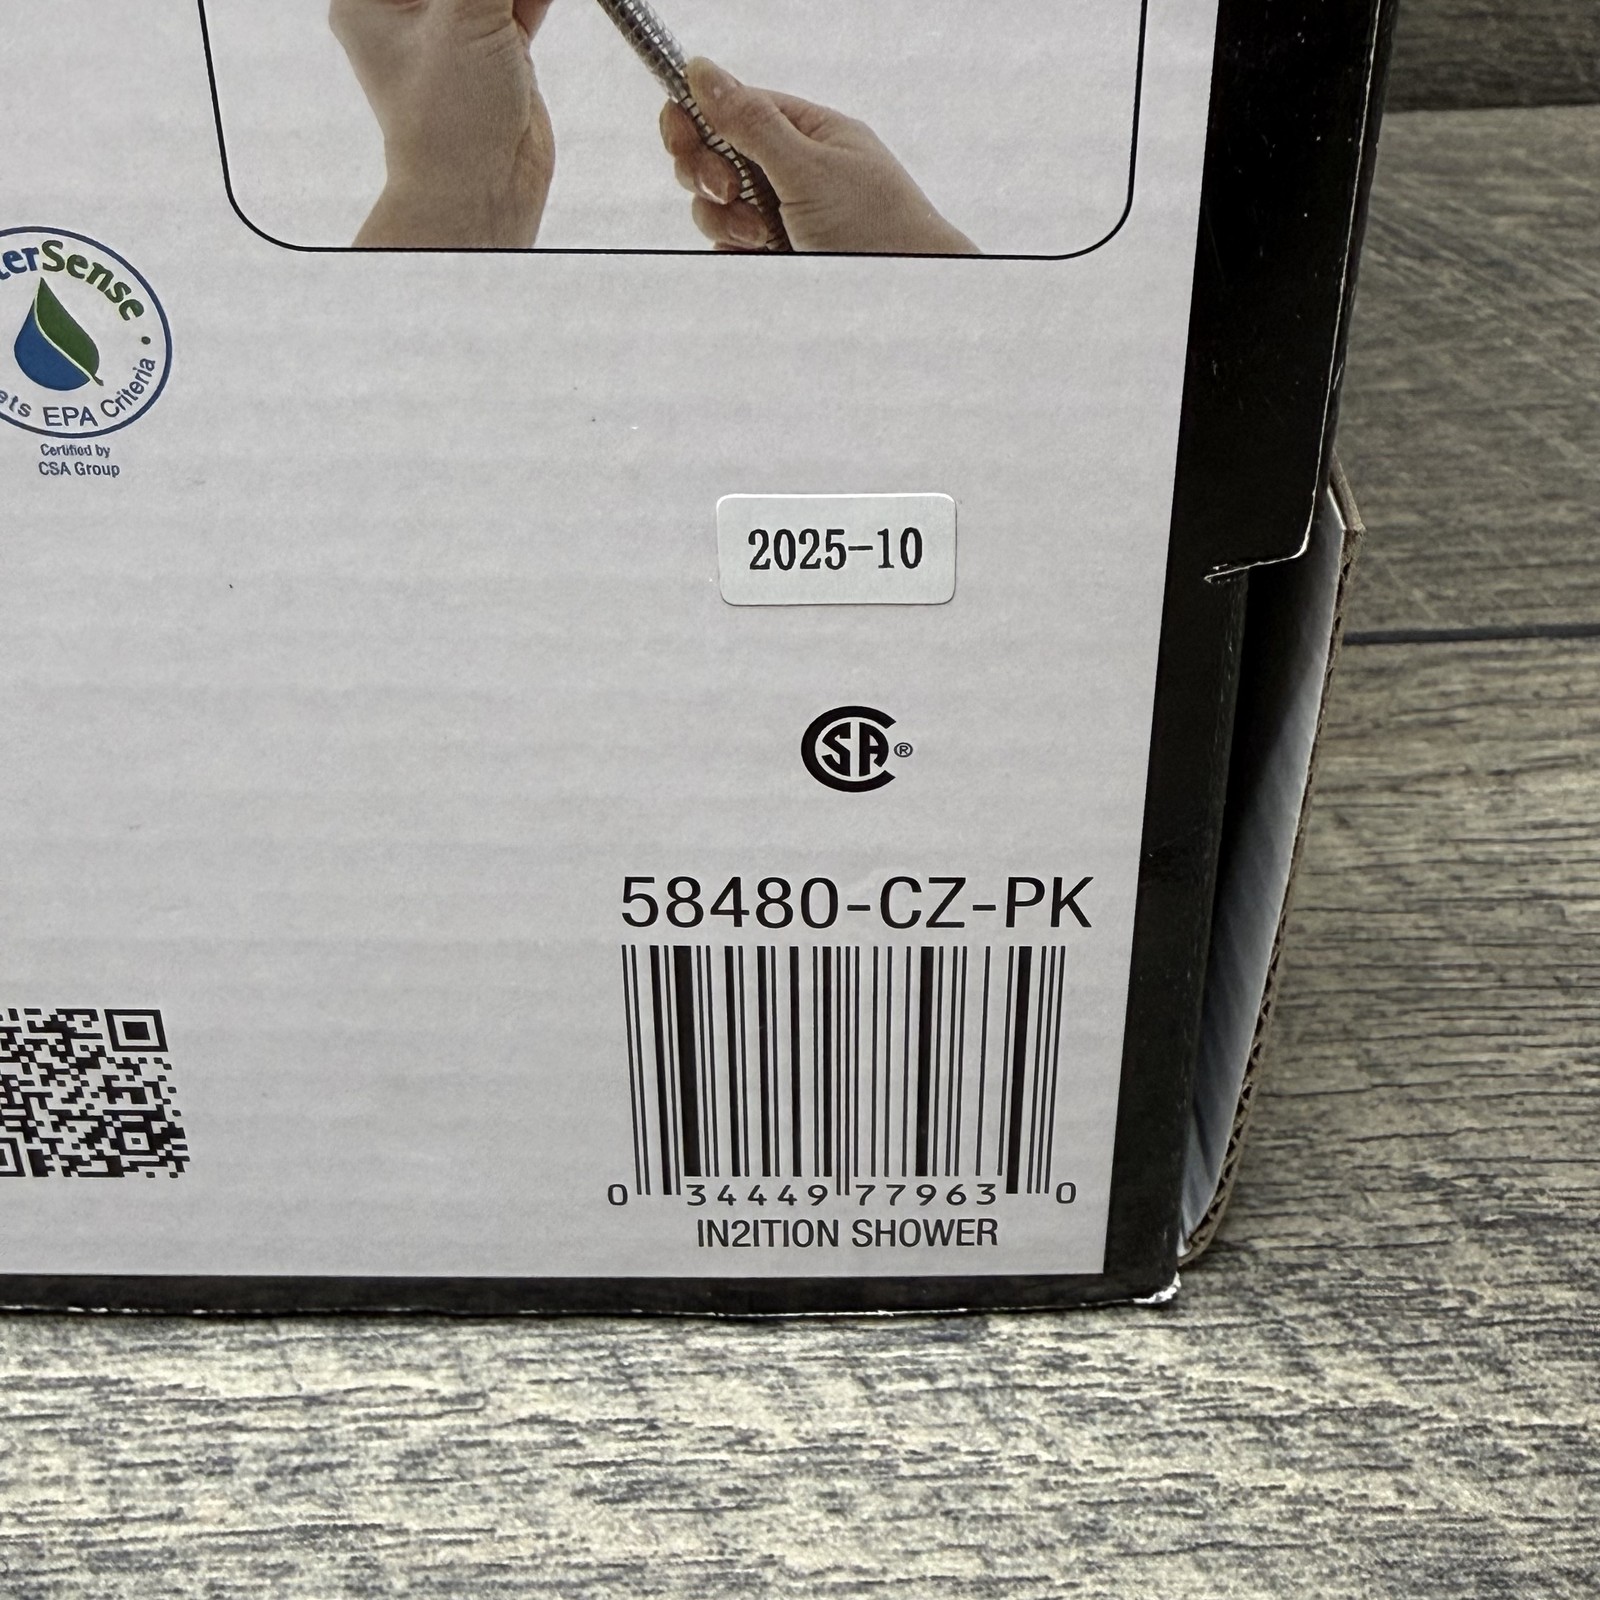 terSense
ets EPA Criteria
Certified by
CSA Group
2025-10
CSA®
58480-CZ-PK
0 34449 77963 0
IN2ITION SHOWER